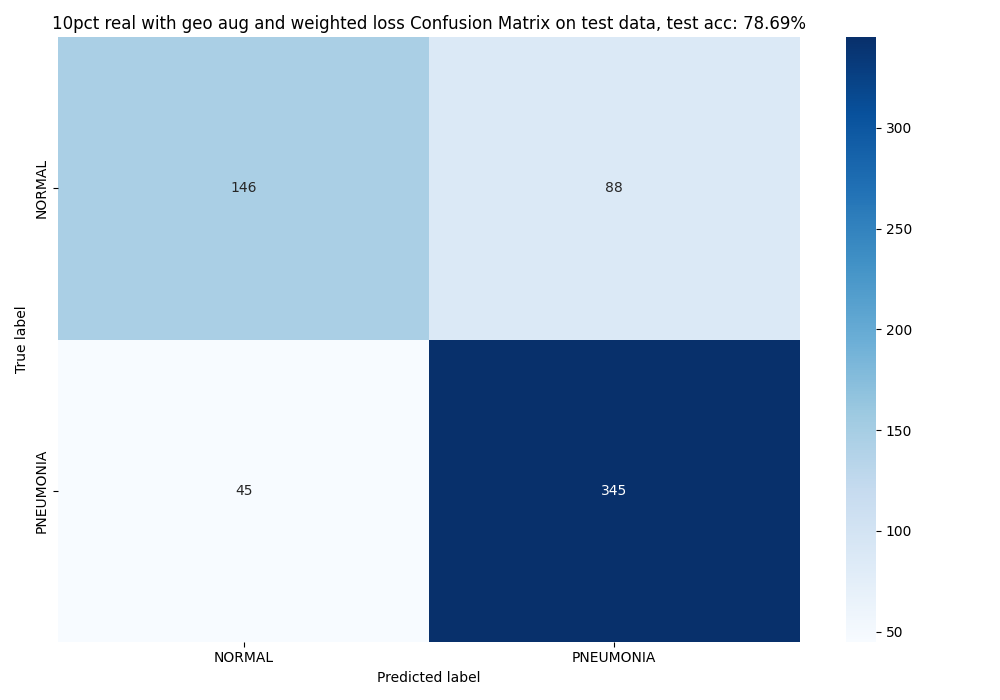 10pct real with geo aug and weighted loss Confusion Matrix on test data, test acc: 78.69%
NORMAL
PNEUMONIA
True label
146
88
45
345
NORMAL
PNEUMONIA
Predicted label
300
250
200
150
100
50